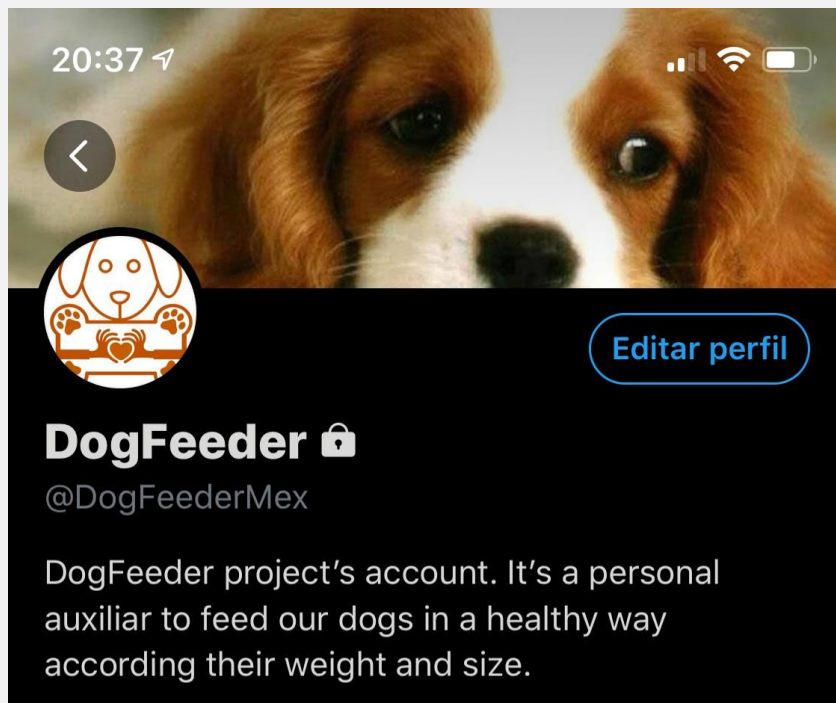 20:37
Editar perfil
DogFeeder
@DogFeederMex
DogFeeder project's account. It's a personal
auxiliar to feed our dogs in a healthy way
according their weight and size.